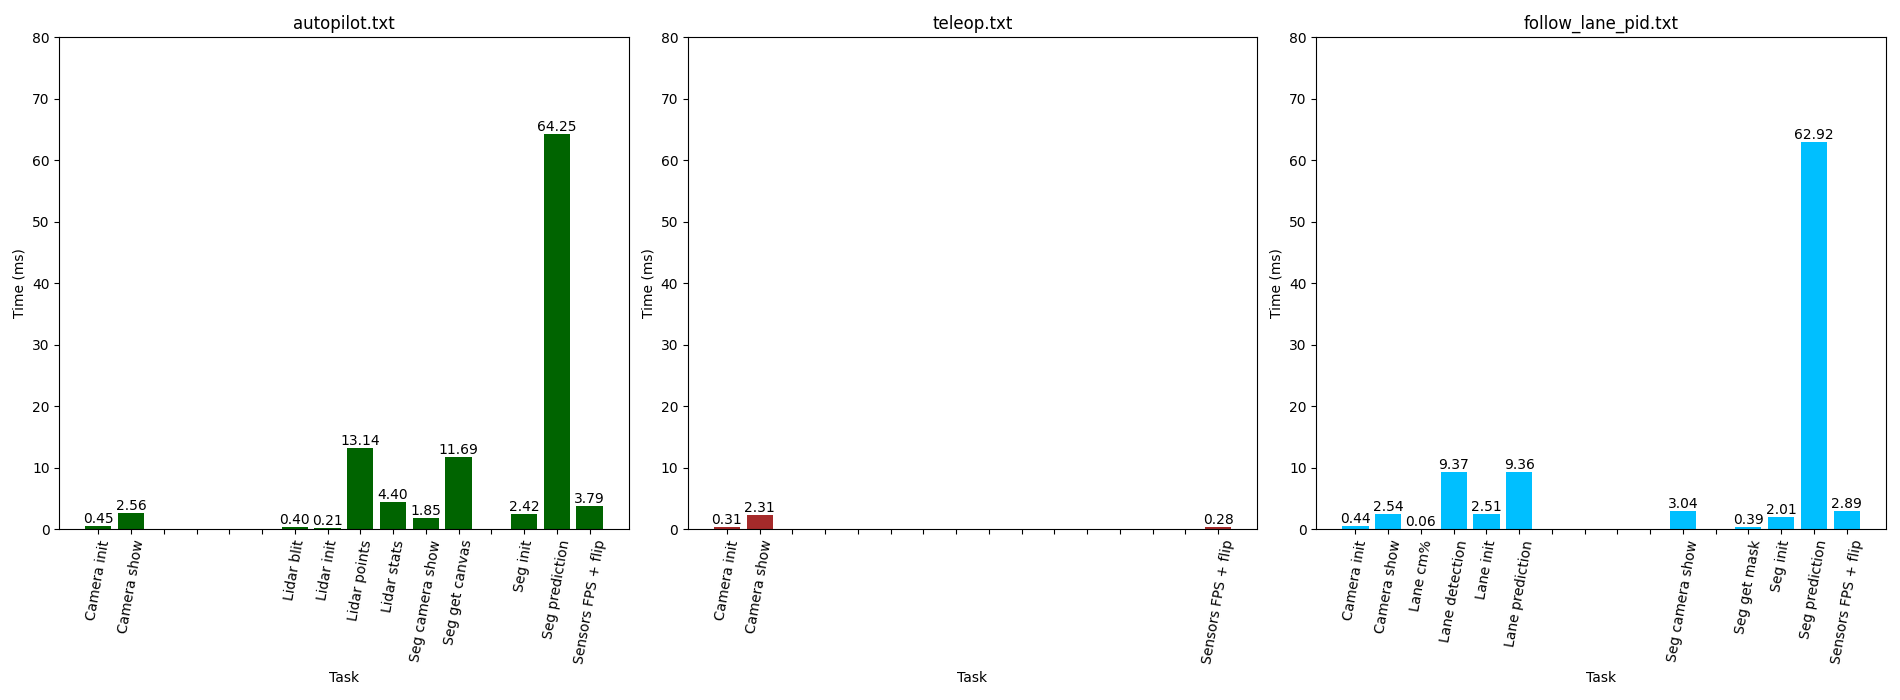 autopilot.txt
80
70
60
50
40
30
20
10
0
Time (ms)
0.45
2.56
0.40
0.21
13.14
4.40
1.85
11.69
2.42
64.25
3.79
Camera init
Camera show
Lidar blit
Lidar init
Lidar points
Lidar stats
Seg camera show
Seg get canvas
Seg init
Seg prediction
Sensors FPS + flip
Task
teleop.txt
80
70
60
50
40
30
20
10
0
Time (ms)
0.31
2.31
0.28
Camera init
Camera show
Sensors FPS + flip
Task
follow_lane_pid.txt
80
70
60
50
40
30
20
10
0
Time (ms)
0.44
2.54
0.06
9.37
2.51
9.36
3.04
0.39
2.01
62.92
2.89
Camera init
Camera show
Lane cm%
Lane detection
Lane init
Lane prediction
Seg camera show
Seg get mask
Seg init
Seg prediction
Sensors FPS + flip
Task